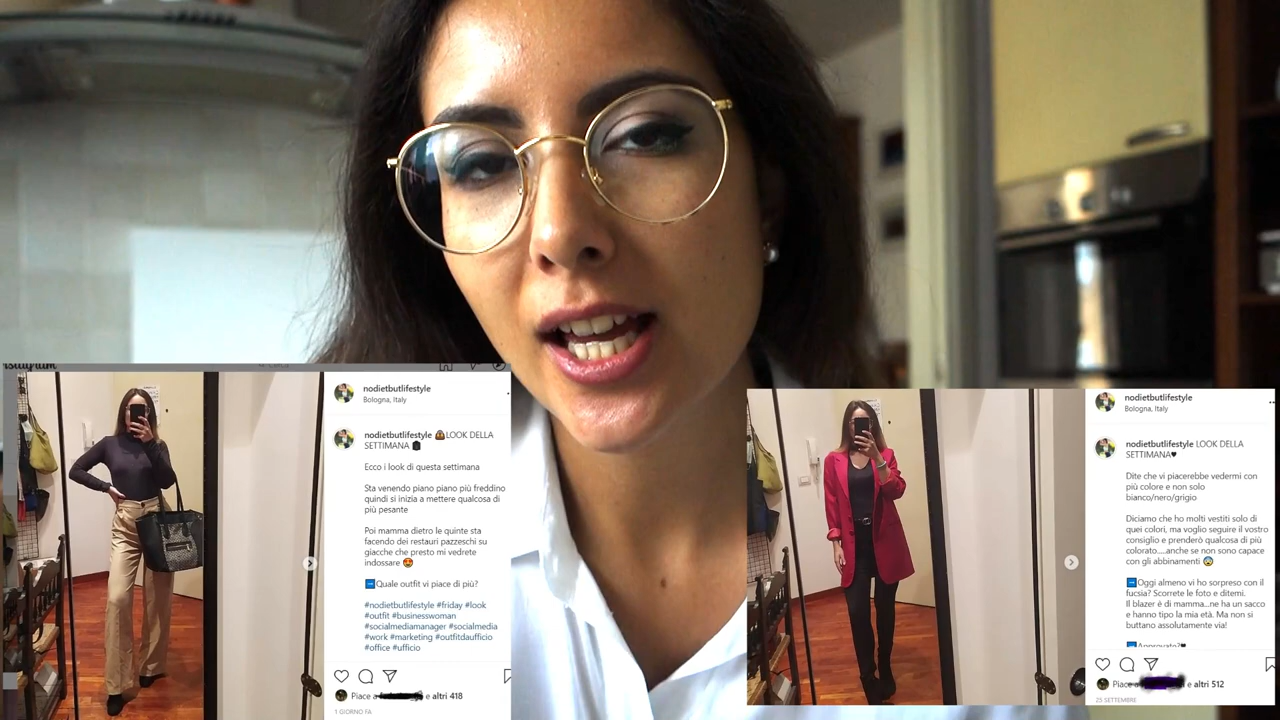 nodietbutlifestyle
Bologna, Italy
nodietbutlifestyle 👜LOOK DELLA
SETTIMANA
Ecco i look di questa settimana
Sta venendo piano piano più freddino
quindi si inizia a mettere qualcosa di
più pesante
Poi mamma dietro le quinte sta
facendo dei restauri pazzeschi su
giacche che presto mi vedrete
indossare 😍
Quale outfit vi piace di più?
#nodietbutlifestyle #friday #look
#outfit #businesswoman
#socialmediamanager #socialmedia
#work #marketing #outfitdaufficio
#office #ufficio
Piace a e altri 418
1 GIORNO FA
nodietbutlifestyle
Bologna, Italy
nodietbutlifestyle LOOK DELLA
SETTIMANA♥
Dite che vi piacerebbe vedermi con
più colore e non solo
bianco/nero/grigio
Diciamo che ho molti vestiti solo di
quei colori, ma voglio seguire il vostro
consiglio e prenderò qualcosa di più
colorato....anche se non sono capace
con gli abbinamenti 😨
Oggi almeno vi ho sorpreso con il
fucsia? Scorrete le foto e ditemi.
Il blazer è di mamma...ne ha un sacco
e hanno tipo la mia età. Ma non si
buttano assolutamente via!
Approvate?♥
Piace a e altri 512
25 SETTEMBRE